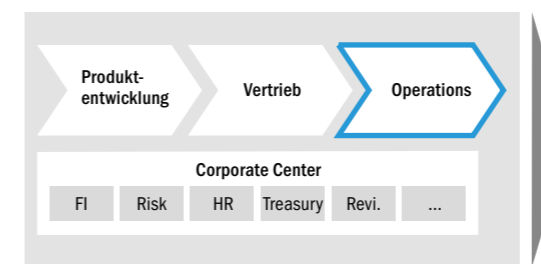 Produkt-
entwicklung
Vertrieb
Operations
Corporate Center
FI
Risk
HR
Treasury
Revi.
...